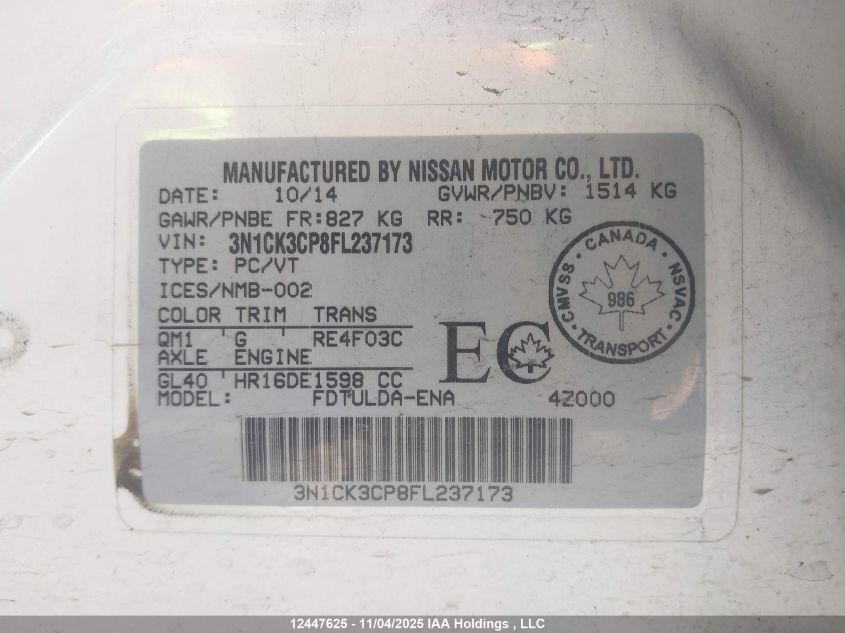 MANUFACTURED BY NISSAN MOTOR CO., LTD.
DATE: 10/14 GVWR/PNBV: 1514 KG
GAWR/PNBE FR: 827 KG RR: 750 KG
VIN: 3N1CK3CP8FL237173
TYPE: PC/VT
ICES/NMB-002
COLOR TRIM TRANS
QM1 'G ' RE4F03C
AXLE ENGINE
GL40 'HR16DE1598 CC
MODEL: FDTULDA-ENA 4Z000
EC
CMVSS • CANADA • NSVAC • TRANSPORT •
986
3N1CK3CP8FL237173
12447625 - 11/04/2025 IAA Holdings , LLC